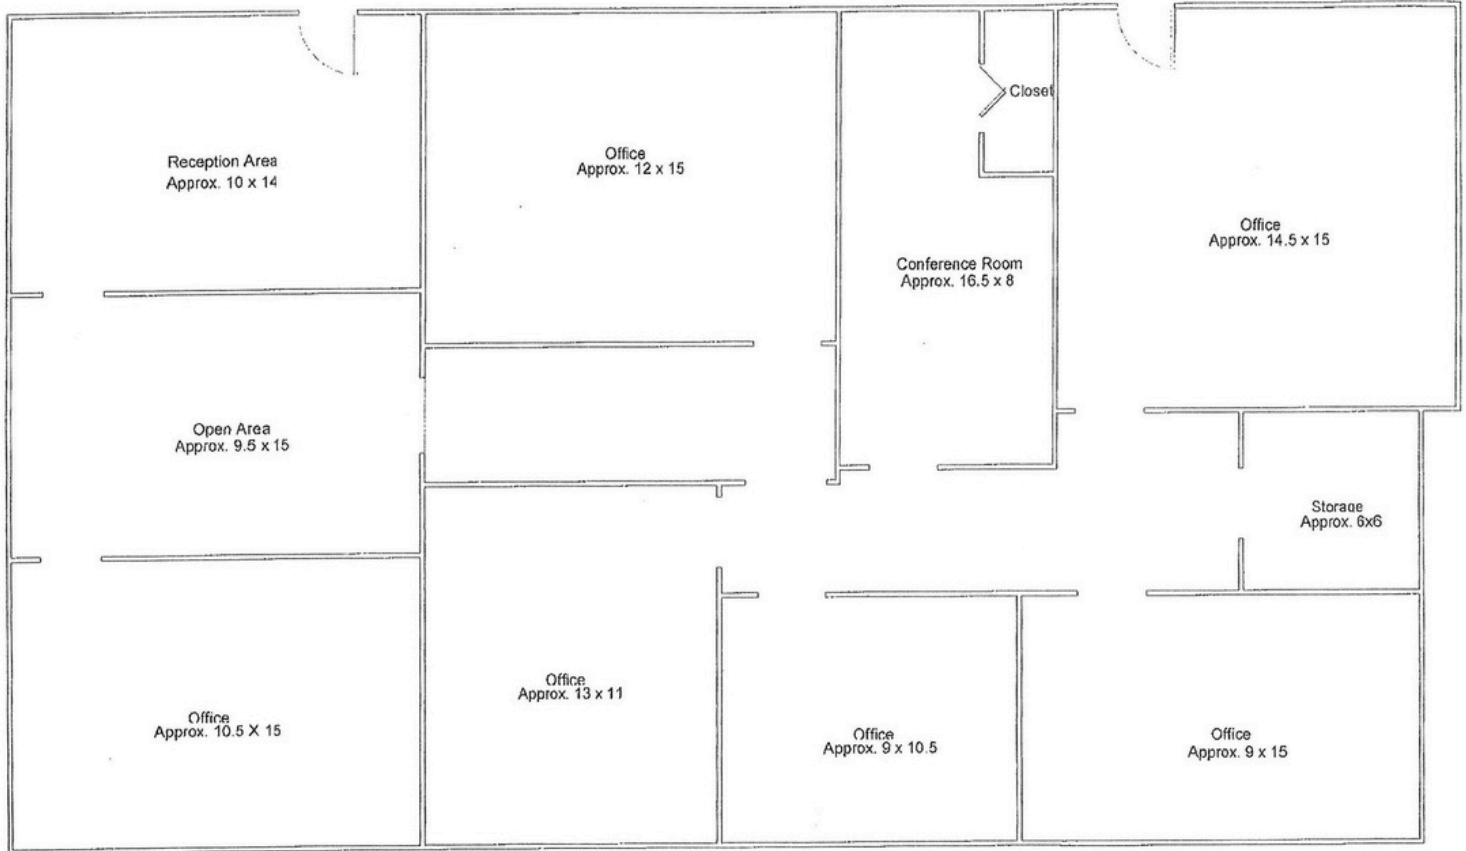 Closet
Reception Area
Approx. 10 x 14
Office
Approx. 12 x 15
Office
Approx. 14.5 x 15
Conference Room
Approx. 16.5 x 8
Open Area
Approx. 9.5 x 15
Storage
Approx. 6x6
Office
Approx. 13 x 11
Office
Approx. 10.5 X 15
Office
Approx. 9 x 10.5
Office
Approx. 9 x 15